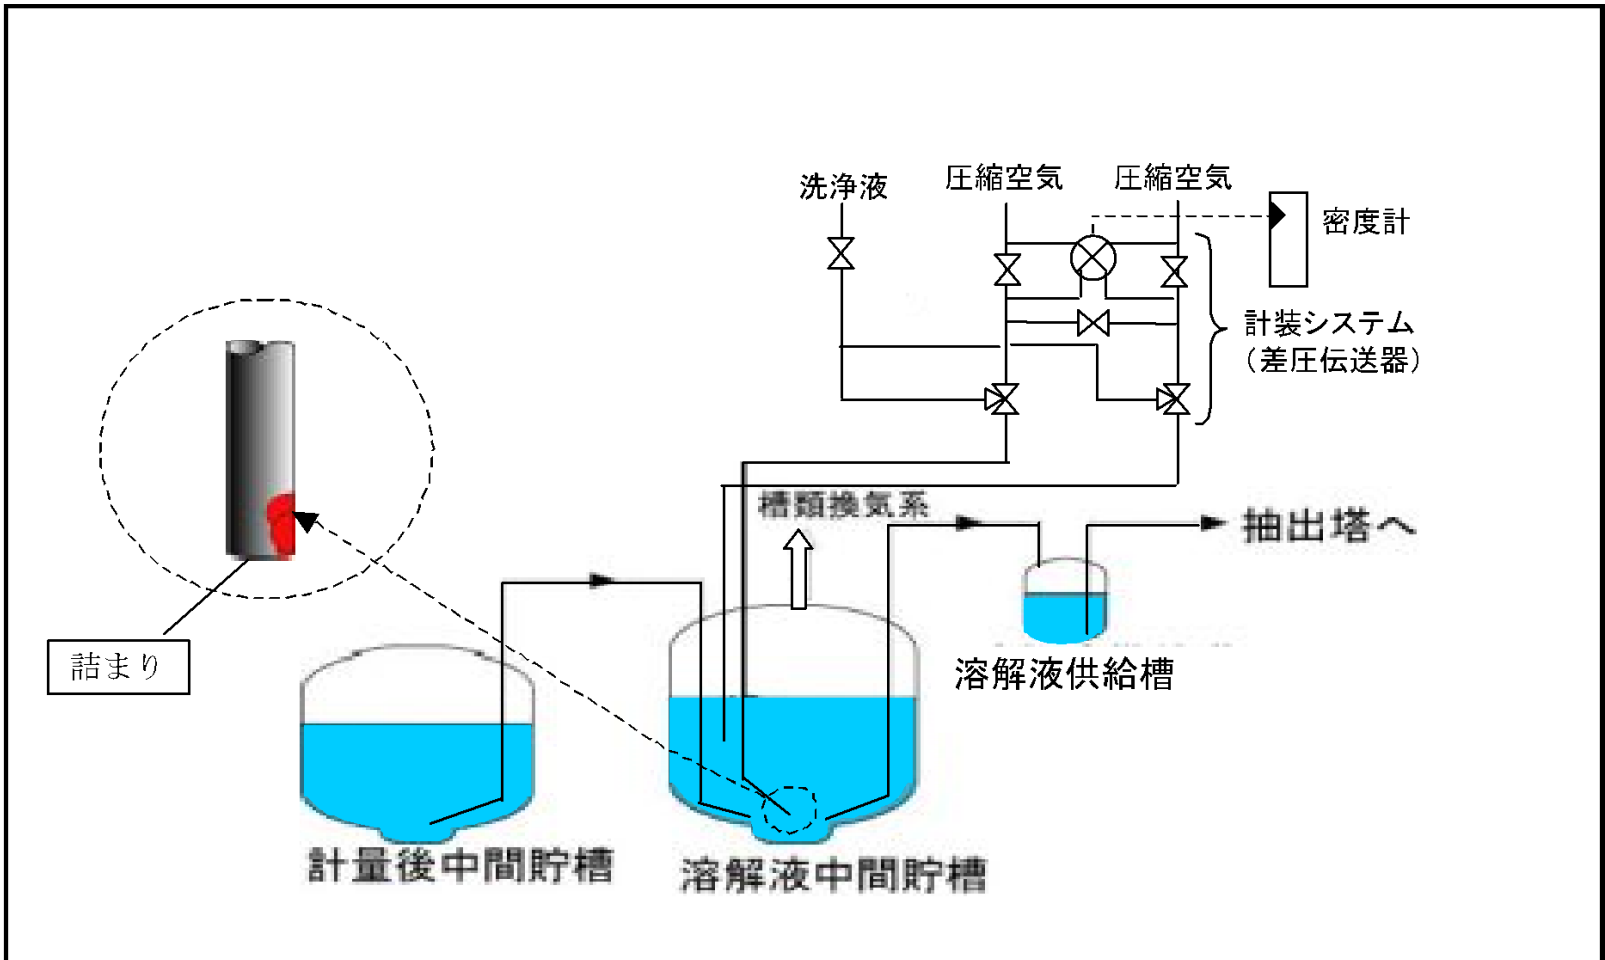 洗浄液
圧縮空気
圧縮空気
密度計
計装システム
（差圧伝送器）
槽類換気系
抽出塔へ
詰まり
溶解液供給槽
計量後中間貯槽
溶解液中間貯槽